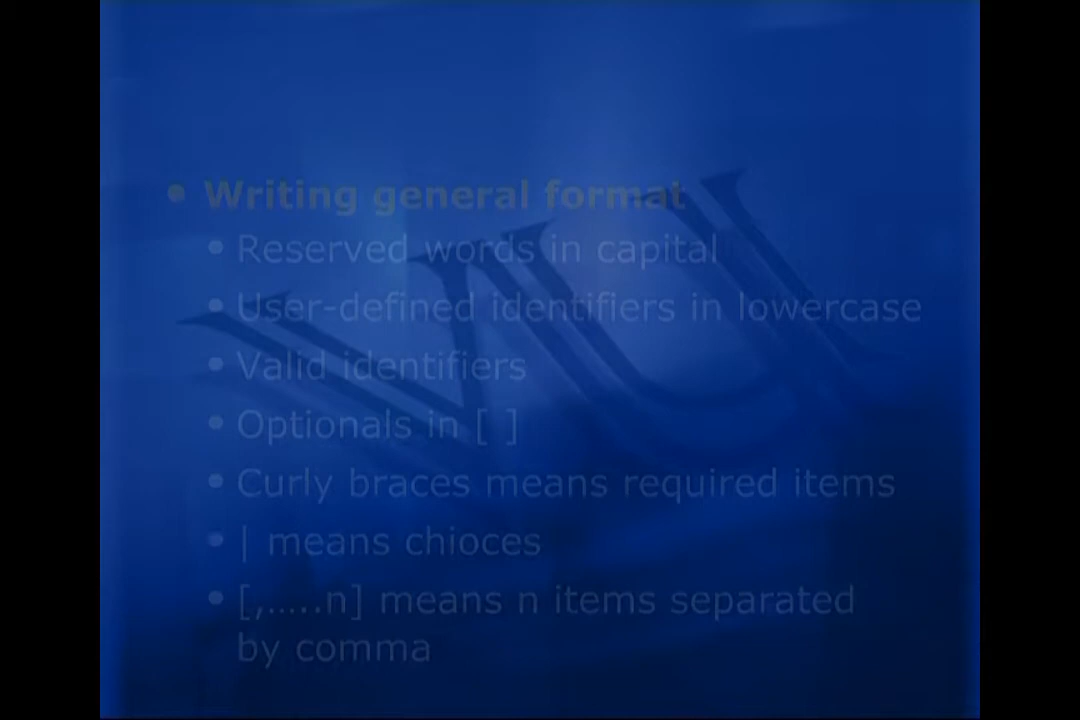 • Writing general format
• Reserved words in capital
• User-defined identifiers in lowercase
• Valid identifiers
• Optionals in [ ]
• Curly braces means required items
• | means chioces
• [,.....n] means n items separated
by comma
VU